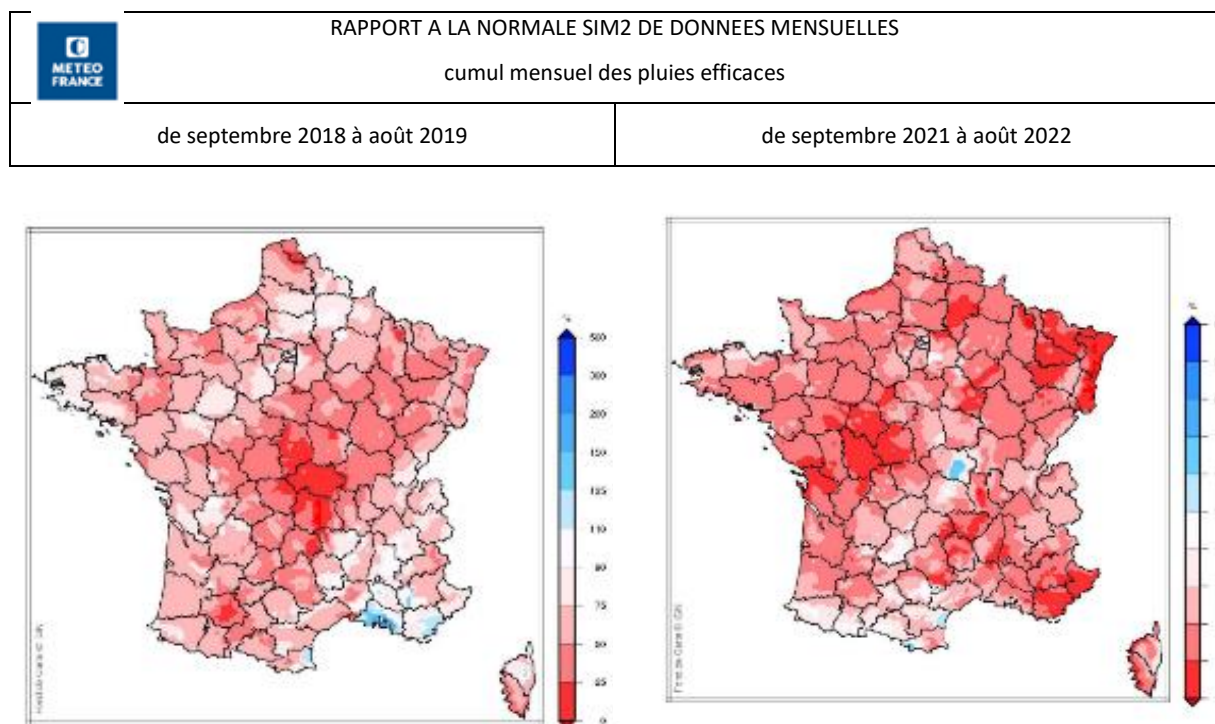 RAPPORT A LA NORMALE SIM2 DE DONNEES MENSUELLES
METEO
FRANCE
cumul mensuel des pluies efficaces
de septembre 2018 à août 2019
de septembre 2021 à août 2022
%
%
500
300
200
150
125
110
90
75
50
25
0